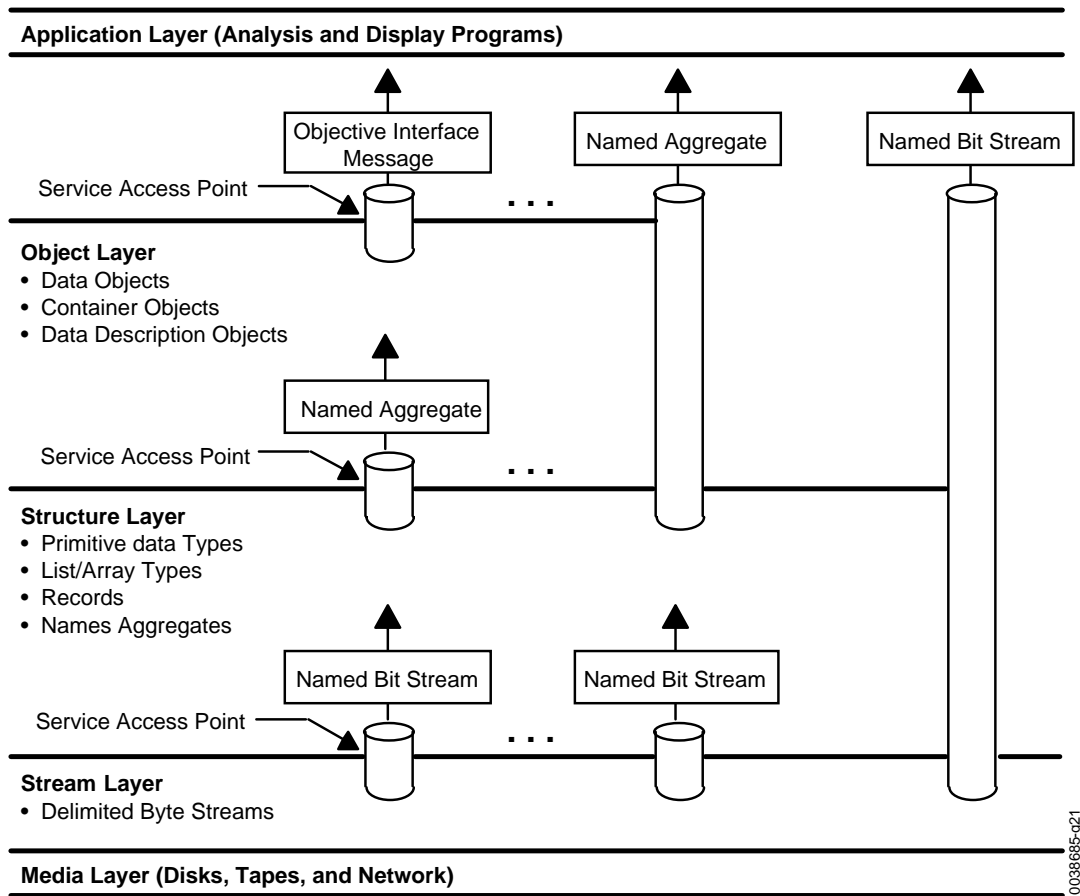 Application Layer (Analysis and Display Programs)
Objective Interface
Message
Named Aggregate
Named Bit Stream
Service Access Point
. . .
Object Layer
• Data Objects
• Container Objects
• Data Description Objects
Named Aggregate
Service Access Point
. . .
Structure Layer
• Primitive data Types
• List/Array Types
• Records
• Names Aggregates
Named Bit Stream
Named Bit Stream
Service Access Point
. . .
Stream Layer
• Delimited Byte Streams
Media Layer (Disks, Tapes, and Network)
0038685-g21